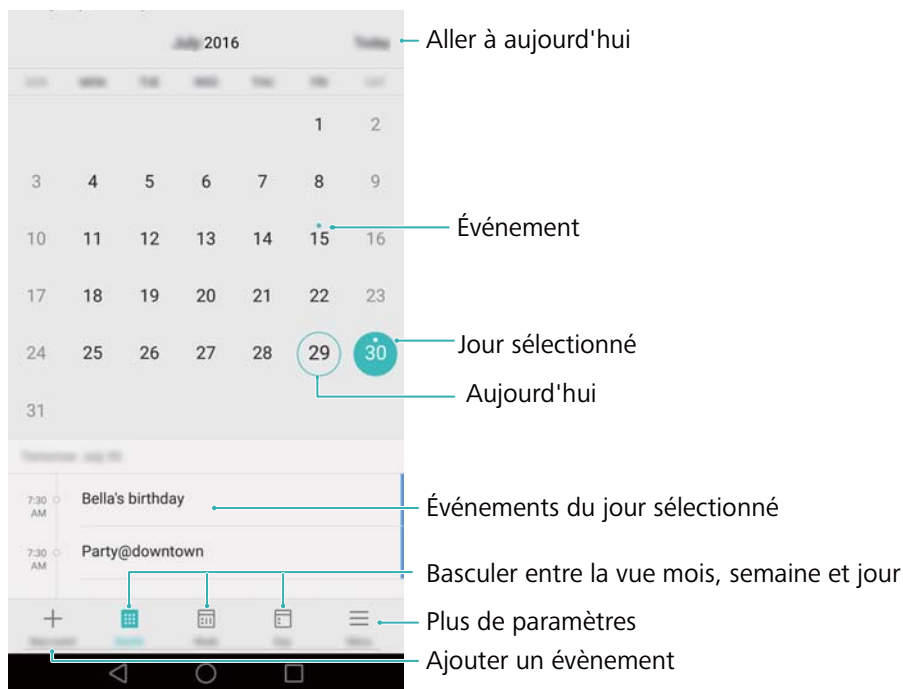 2016
Aller à aujourd'hui
1 2
3 4 5 6 7 8 9
10 11 12 13 14 15 16
Événement
17 18 19 20 21 22 23
24 25 26 27 28 29 30
Jour sélectionné
Aujourd'hui
31
7:30 AM Bella's birthday
Événements du jour sélectionné
7:30 AM Party@downtown
Basculer entre la vue mois, semaine et jour
Plus de paramètres
Ajouter un évènement